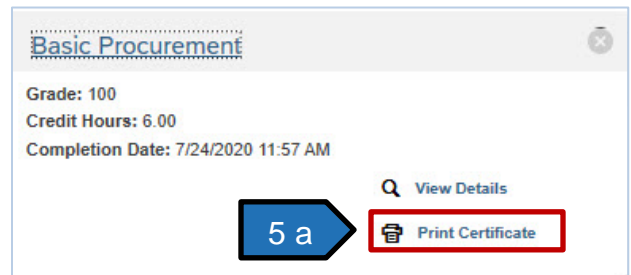 Basic Procurement
Grade: 100
Credit Hours: 6.00
Completion Date: 7/24/2020 11:57 AM
View Details
5 a
Print Certificate